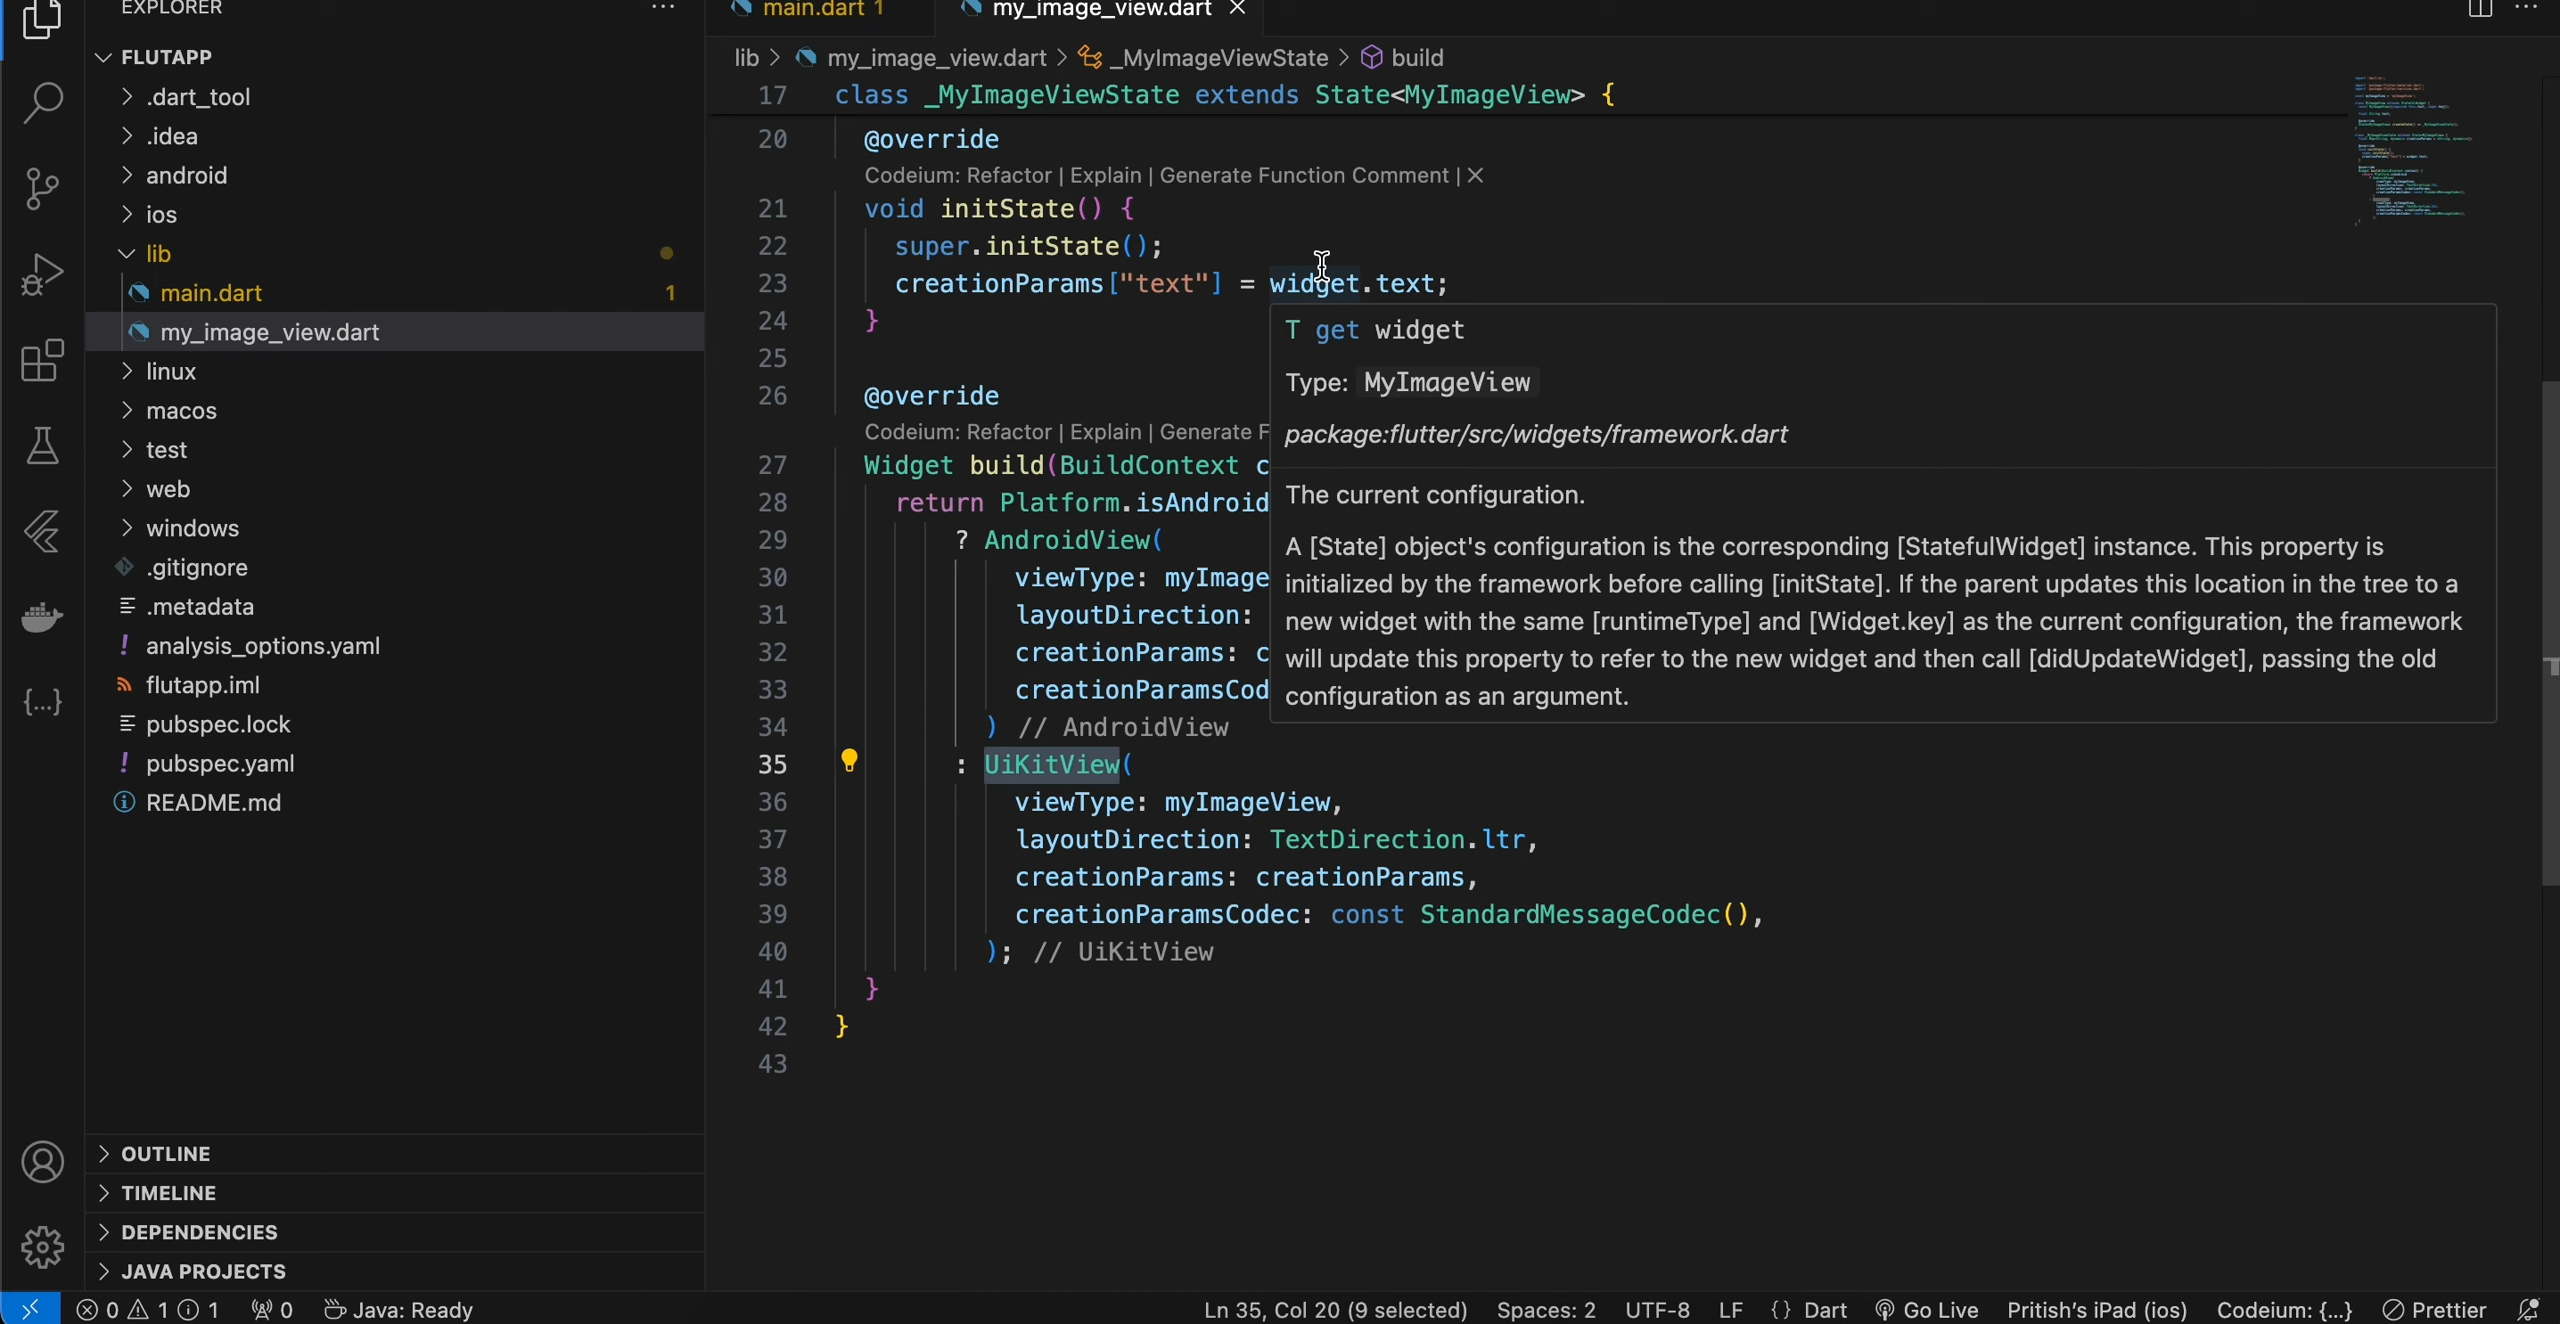 EXPLORER
FLUTAPP
.dart_tool
.idea
android
ios
lib
main.dart 1
my_image_view.dart
linux
macos
test
web
windows
.gitignore
.metadata
analysis_options.yaml
flutapp.iml
pubspec.lock
pubspec.yaml
README.md
OUTLINE
TIMELINE
DEPENDENCIES
JAVA PROJECTS
main.dart 1 my_image_view.dart
lib > my_image_view.dart > _MyImageViewState > build
17 class _MyImageViewState extends State<MyImageView> {
20 @override
Codeium: Refactor | Explain | Generate Function Comment | X
21 void initState() {
22 super.initState();
23 creationParams["text"] = widget.text;
24 }
25
26 @override
Codeium: Refactor | Explain | Generate F
27 Widget build(BuildContext c
28 return Platform.isAndroid
29 ? AndroidView(
30 viewType: myImage
31 layoutDirection:
32 creationParams: c
33 creationParamsCod
34 ) // AndroidView
35 : UiKitView(
36 viewType: myImageView,
37 layoutDirection: TextDirection.ltr,
38 creationParams: creationParams,
39 creationParamsCodec: const StandardMessageCodec(),
40 ); // UiKitView
41 }
42 }
43
T get widget
Type: MyImageView
package:flutter/src/widgets/framework.dart
The current configuration.
A [State] object's configuration is the corresponding [StatefulWidget] instance. This property is
initialized by the framework before calling [initState]. If the parent updates this location in the tree to a
new widget with the same [runtimeType] and [Widget.key] as the current configuration, the framework
will update this property to refer to the new widget and then call [didUpdateWidget], passing the old
configuration as an argument.
0 1 1 0 Java: Ready Ln 35, Col 20 (9 selected) Spaces: 2 UTF-8 LF {} Dart Go Live Pritish's iPad (ios) Codeium: {...} Prettier